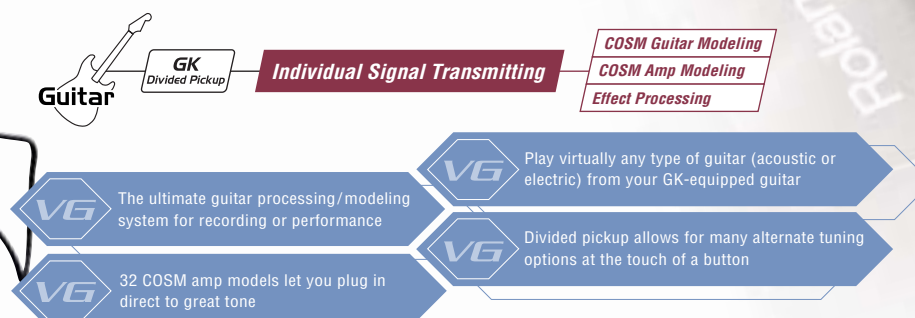 Guitar
GK
Divided Pickup
Individual Signal Transmitting
COSM Guitar Modeling
COSM Amp Modeling
Effect Processing
Rolan
VG
The ultimate guitar processing/modeling
system for recording or performance
VG
32 COSM amp models let you plug in
direct to great tone
VG
Play virtually any type of guitar (acoustic or
electric) from your GK-equipped guitar
VG
Divided pickup allows for many alternate tuning
options at the touch of a button